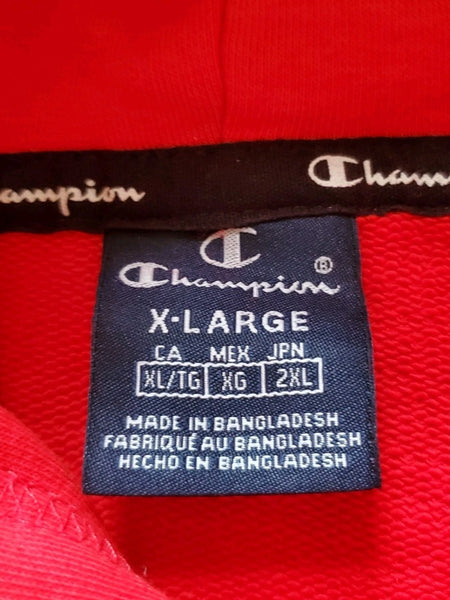 Champion Champion
Champion ®
X-LARGE
CA MEX JPN
XL/TG XG 2XL
MADE IN BANGLADESH
FABRIQUÉ AU BANGLADESH
HECHO EN BANGLADESH